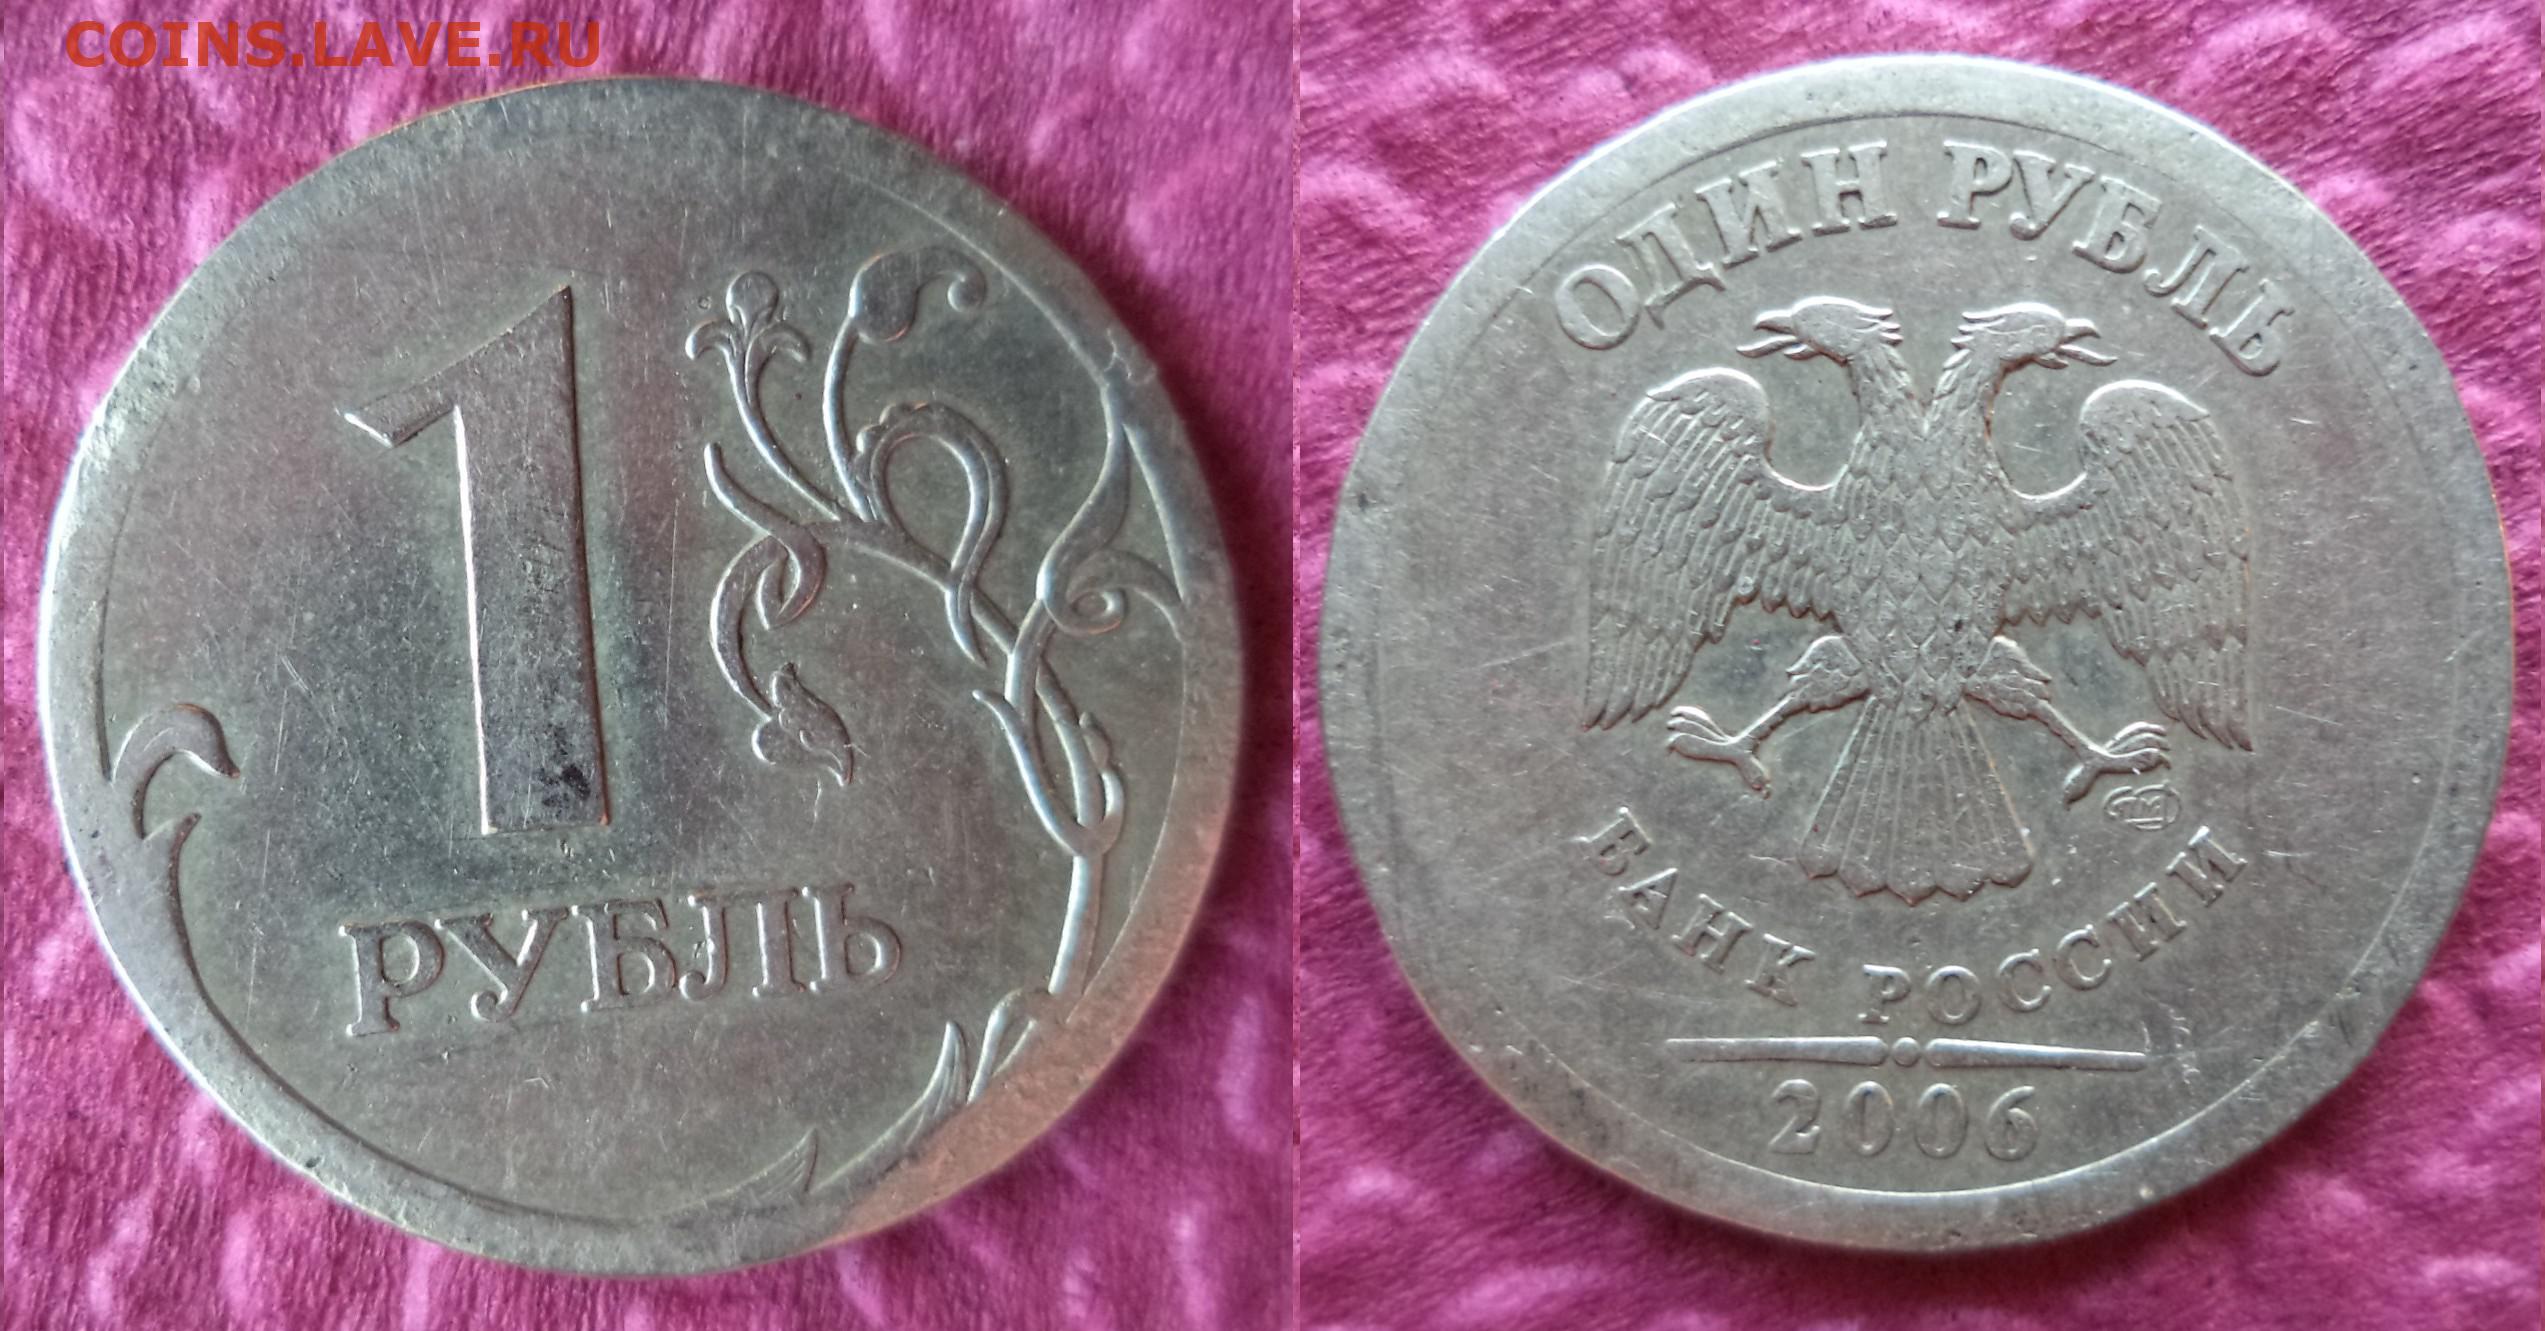 COINS.LAVE.RU
1
РУБЛЬ
ОДИН РУБЛЬ
БАНК РОССИИ
2006